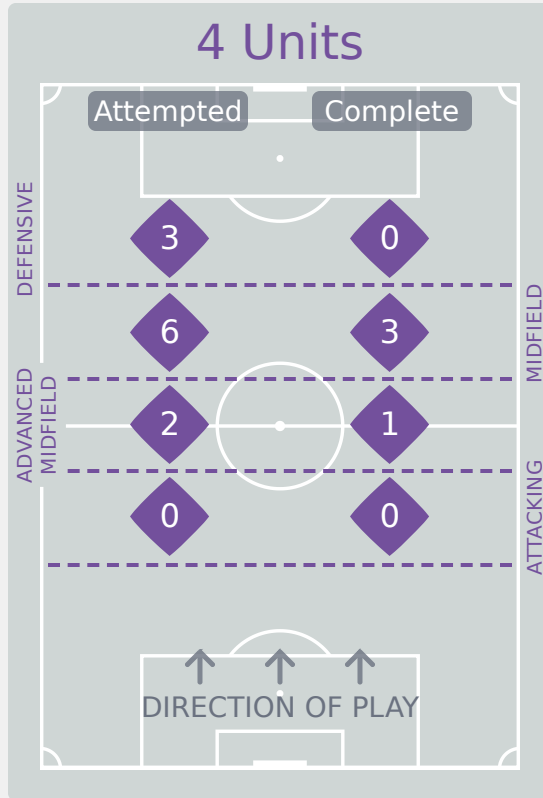 4 Units
Attempted
Complete
DEFENSIVE
3
0
6
3
MIDFIELD
ADVANCED
MIDFIELD
2
1
0
0
ATTACKING
DIRECTION OF PLAY